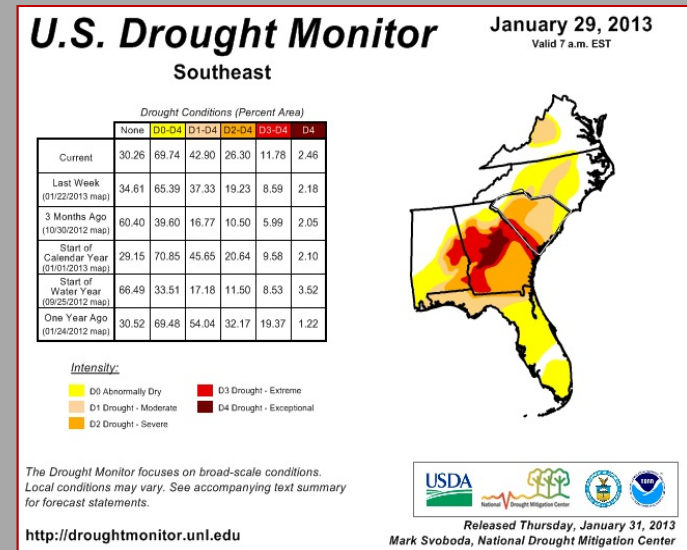 U.S. Drought Monitor
Southeast
January 29, 2013
Valid 7 a.m. EST
Drought Conditions (Percent Area)
None D0-D4 D1-D4 D2-D4 D3-D4 D4
Current 30.26 69.74 42.90 26.30 11.78 2.46
Last Week
(01/22/2013 map) 34.61 65.39 37.33 19.23 8.59 2.18
3 Months Ago
(10/30/2012 map) 60.40 39.60 16.77 10.50 5.99 2.05
Start of
Calendar Year
(01/01/2013 map) 29.15 70.85 45.65 20.64 9.58 2.10
Start of
Water Year
(09/25/2012 map) 66.49 33.51 17.18 11.50 8.53 3.52
One Year Ago
(01/24/2012 map) 30.52 69.48 54.04 32.17 19.37 1.22
Intensity:
D0 Abnormally Dry
D1 Drought - Moderate
D2 Drought - Severe
D3 Drought - Extreme
D4 Drought - Exceptional
The Drought Monitor focuses on broad-scale conditions.
Local conditions may vary. See accompanying text summary
for forecast statements.
http://droughtmonitor.unl.edu
USDA
National Drought Mitigation Center
Released Thursday, January 31, 2013
Mark Svoboda, National Drought Mitigation Center